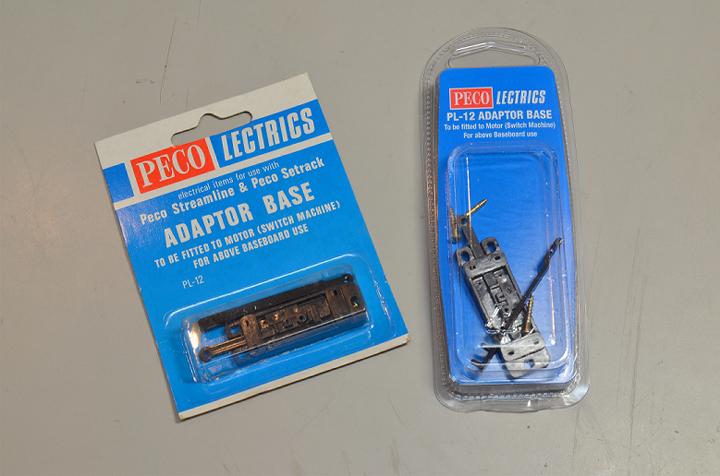 PECO LECTRICS
electrical items for use with
Peco Streamline & Peco Setrack
ADAPTOR BASE
TO BE FITTED TO MOTOR (SWITCH MACHINE)
FOR ABOVE BASEBOARD USE
PL-12
PECO LECTRICS
PL-12 ADAPTOR BASE
To be fitted to Motor (Switch Machine)
For above Baseboard use